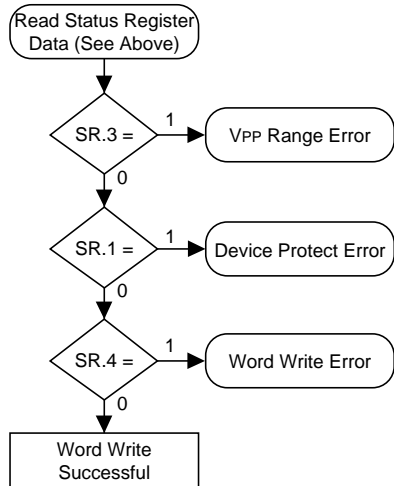 Read Status Register
Data (See Above)
SR.3 =
1
VPP Range Error
0
SR.1 =
1
Device Protect Error
0
SR.4 =
1
Word Write Error
0
Word Write
Successful